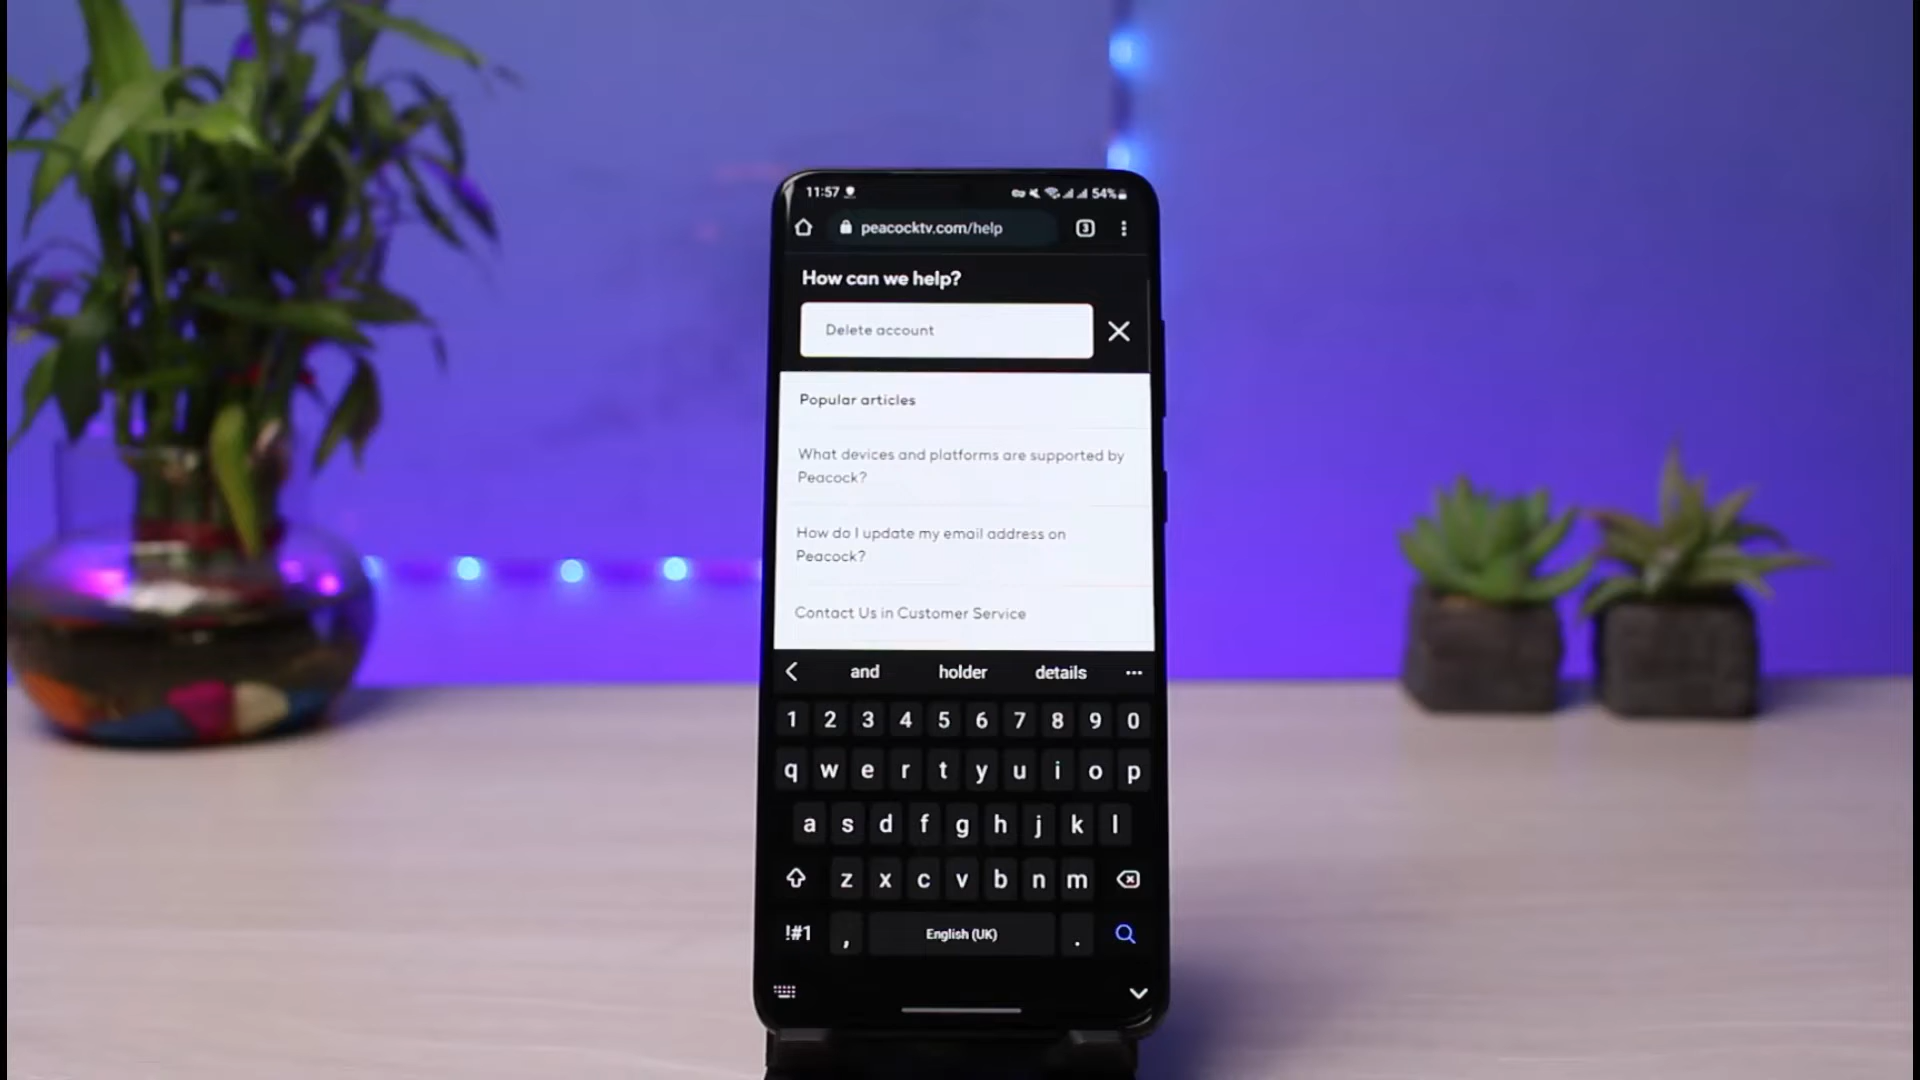 11:57
54%
peacocktv.com/help
3
How can we help?
Delete account
Popular articles
What devices and platforms are supported by
Peacock?
How do I update my email address on
Peacock?
Contact Us in Customer Service
and holder details
1 2 3 4 5 6 7 8 9 0
q w e r t y u i o p
a s d f g h j k l
z x c v b n m
!#1 , English (UK) .